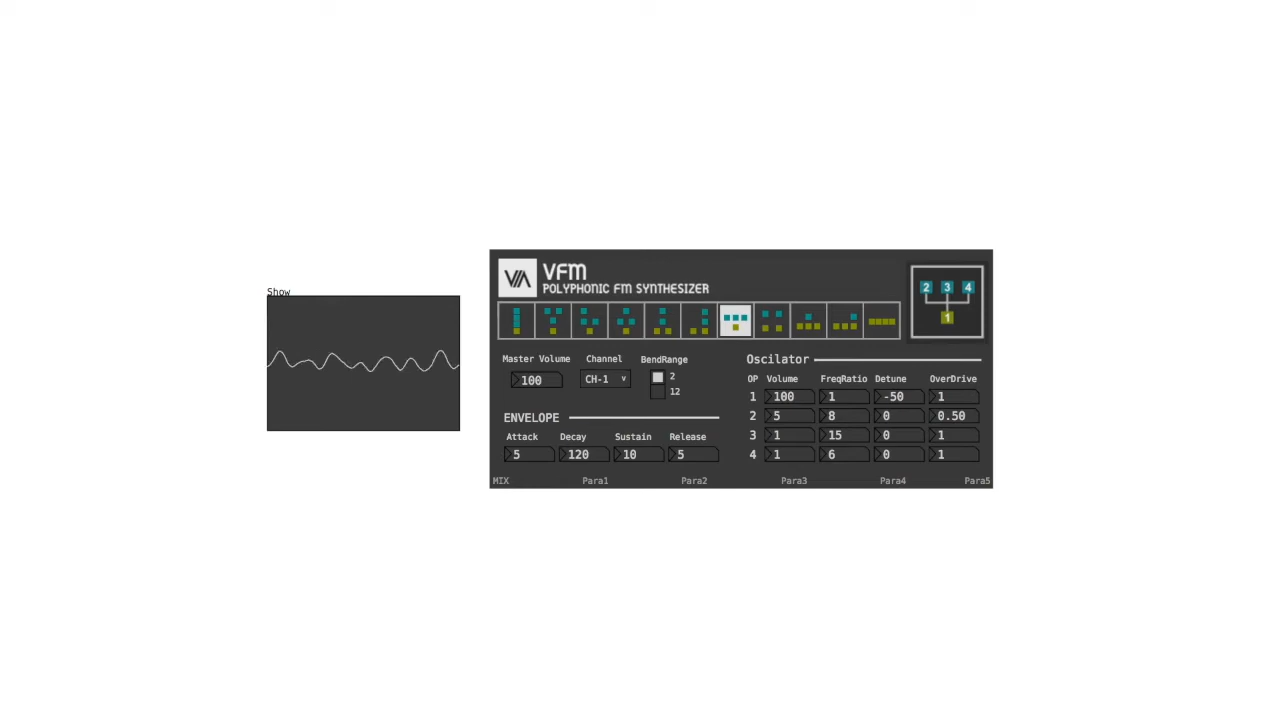 Show
VIA VFM
POLYPHONIC FM SYNTHESIZER
2 3 4
1
Master Volume Channel BendRange
100 CH-1 v 2
12
ENVELOPE
Attack Decay Sustain Release
5 120 10 5
Oscilator
OP Volume FreqRatio Detune OverDrive
1 100 1 -50 1
2 5 8 0 0.50
3 1 15 0 1
4 1 6 0 1
MIX Para1 Para2 Para3 Para4 Para5